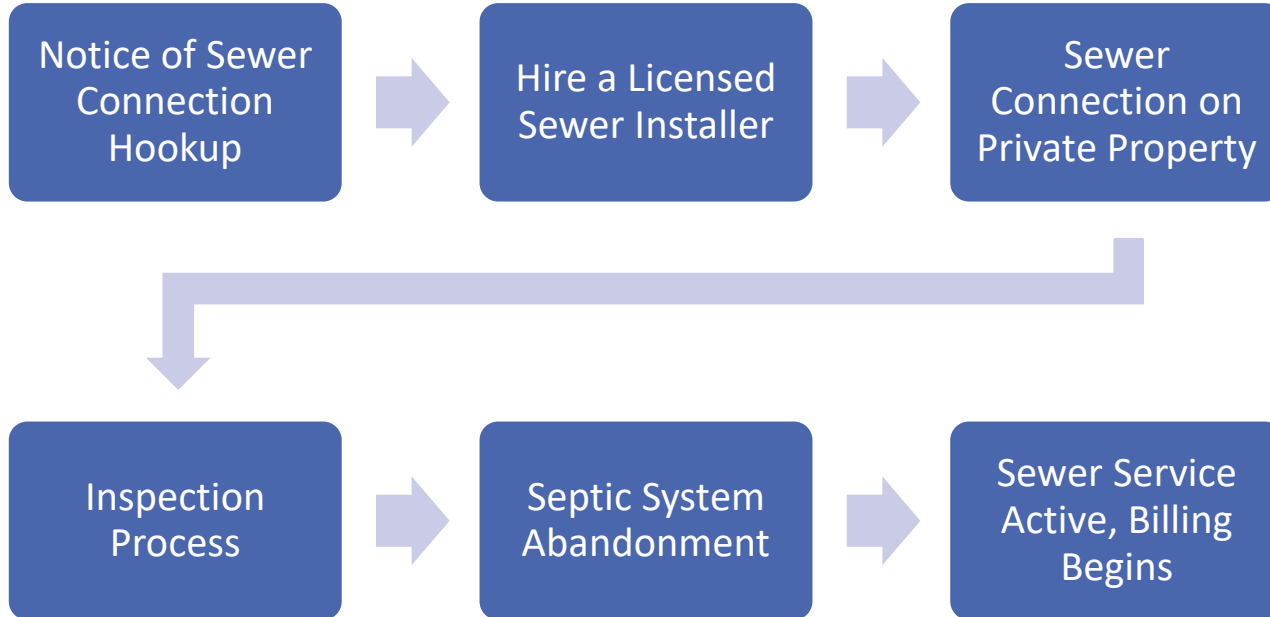 Notice of Sewer
Connection
Hookup
Hire a Licensed
Sewer Installer
Sewer
Connection on
Private Property
Inspection
Process
Septic System
Abandonment
Sewer Service
Active, Billing
Begins